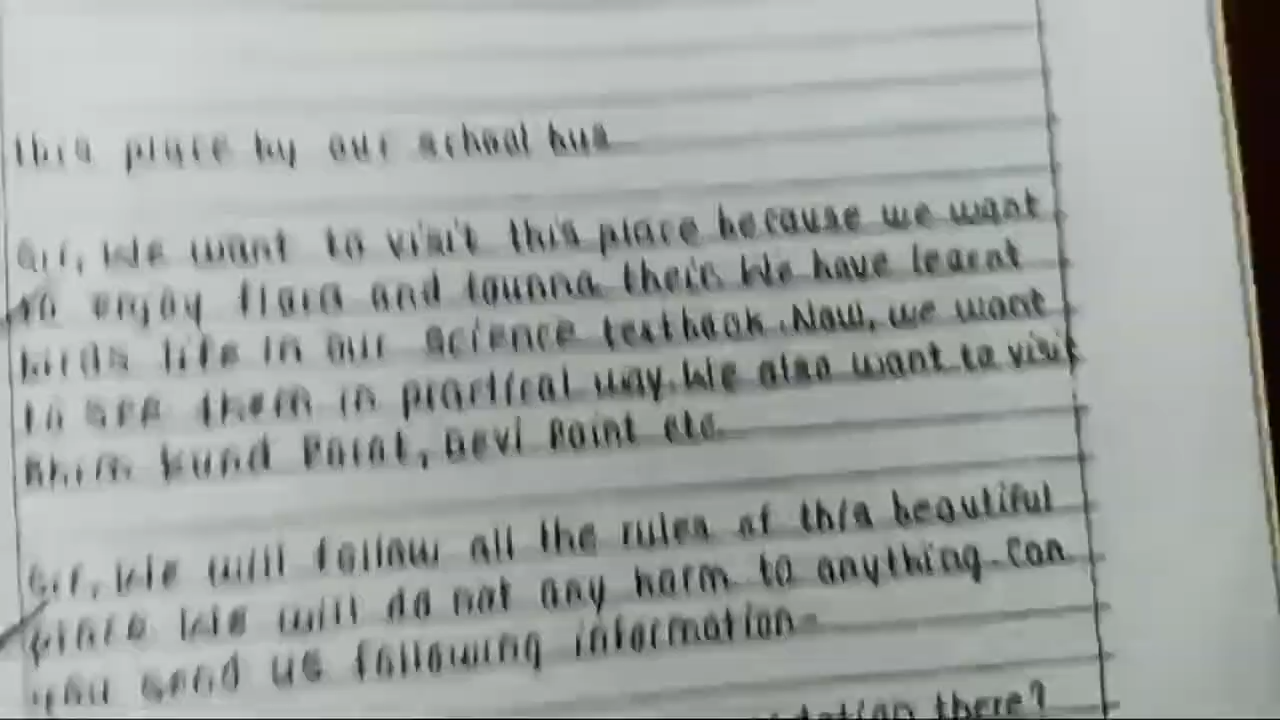 this place by our school bus
Sir, We want to visit this place because we want
to enjoy flora and faunna their. We have learnt
birds life in our science textbook. Now, we want
to see them in practical way. We also want to visit
Bhim kund Point, Devi Point etc.
Sir, We will follow all the rules of this beautiful
place. We will do not any harm to anything. Can
you send us following information-
there?